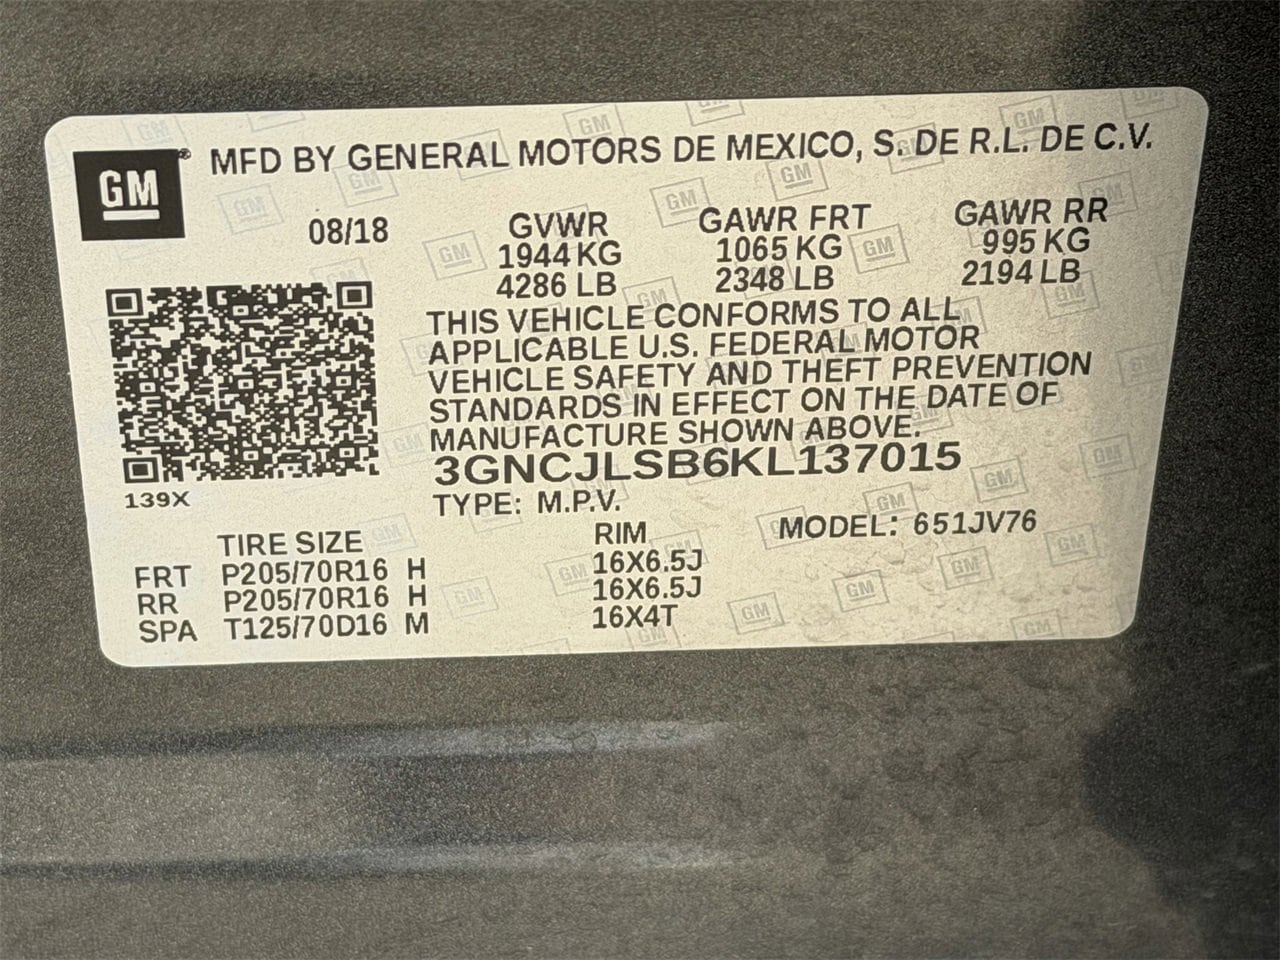 GM® MFD BY GENERAL MOTORS DE MEXICO, S. DE R.L. DE C.V.
08/18 GVWR GAWR FRT GAWR RR
1944 KG 1065 KG 995 KG
4286 LB 2348 LB 2194 LB
THIS VEHICLE CONFORMS TO ALL
APPLICABLE U.S. FEDERAL MOTOR
VEHICLE SAFETY AND THEFT PREVENTION
STANDARDS IN EFFECT ON THE DATE OF
MANUFACTURE SHOWN ABOVE.
3GNCJLSB6KL137015
139X
TYPE: M.P.V.
MODEL: 651JV76
TIRE SIZE RIM
FRT P205/70R16 H 16X6.5J
RR P205/70R16 H 16X6.5J
SPA T125/70D16 M 16X4T